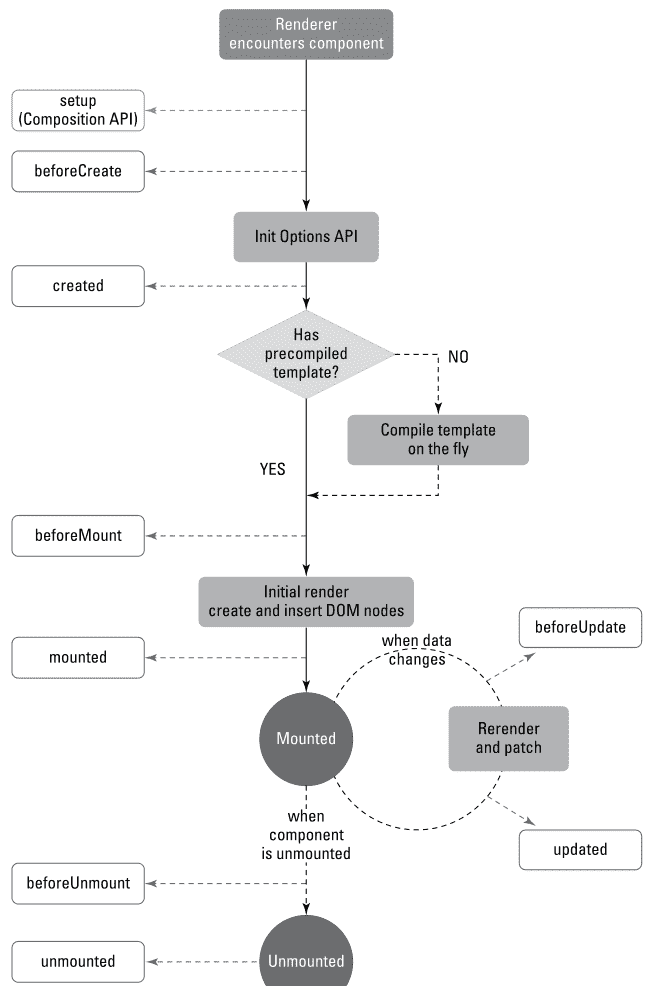 Renderer
encounters component
setup
(Composition API)
beforeCreate
Init Options API
created
Has
precompiled
template?
NO
Compile template
on the fly
YES
beforeMount
Initial render
create and insert DOM nodes
mounted
when data
changes
beforeUpdate
Mounted
Rerender
and patch
when
component
is unmounted
updated
beforeUnmount
unmounted
Unmounted